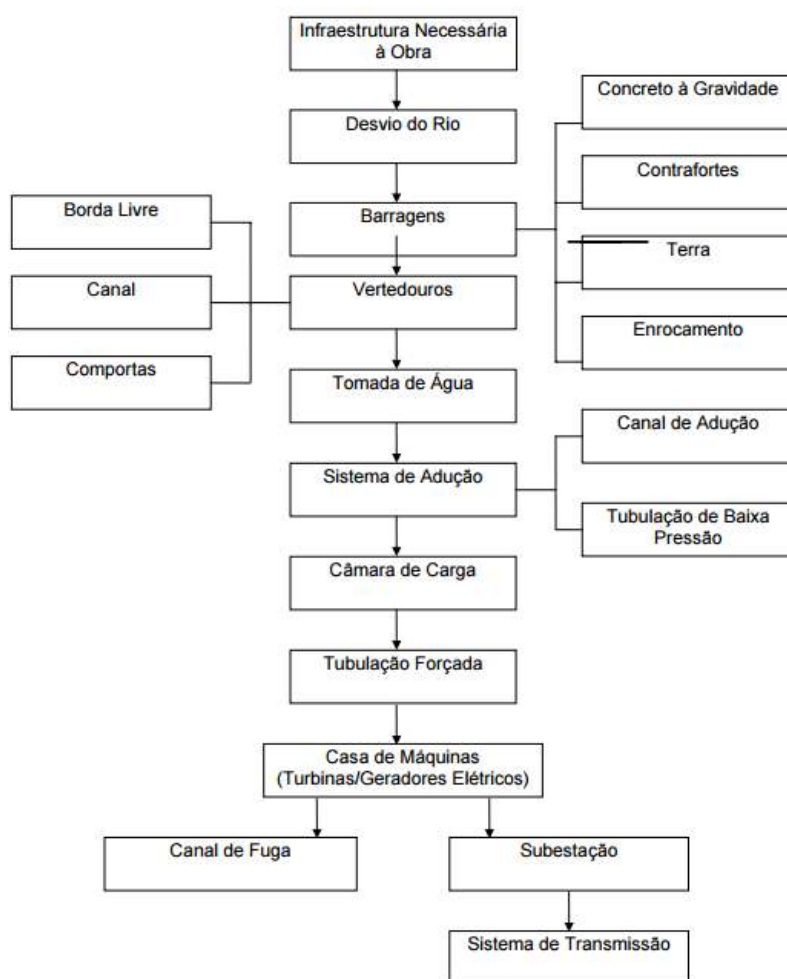 Infraestrutura Necessária
à Obra
Concreto à Gravidade
Desvio do Rio
Contrafortes
Borda Livre
Barragens
Terra
Canal
Vertedouros
Enrocamento
Comportas
Tomada de Água
Canal de Adução
Sistema de Adução
Tubulação de Baixa
Pressão
Câmara de Carga
Tubulação Forçada
Casa de Máquinas
(Turbinas/Geradores Elétricos)
Canal de Fuga
Subestação
Sistema de Transmissão